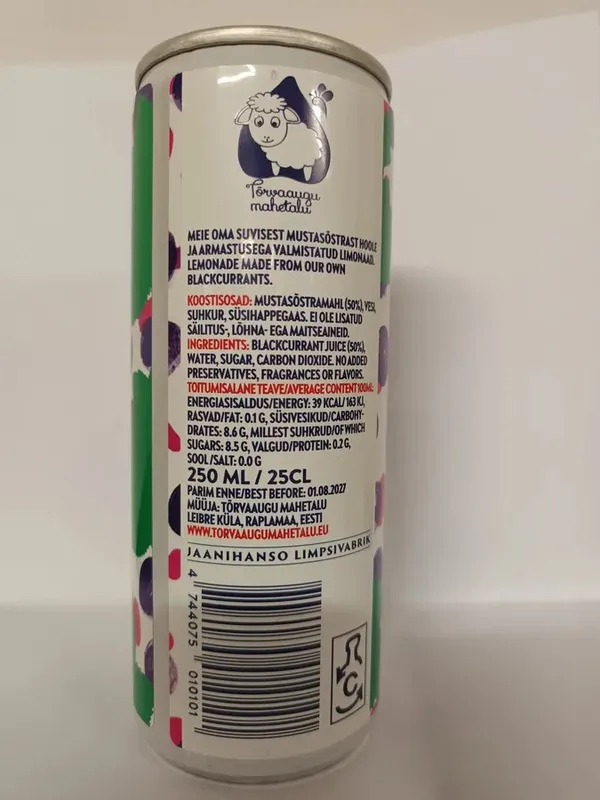 Tõrvaaugu
mahetalu
MEIE OMA SUVISEST MUSTASÕSTRAST HOOLE
JA ARMASTUSEGA VALMISTATUD LIMONAAD.
LEMONADE MADE FROM OUR OWN
BLACKCURRANTS.
KOOSTISOSAD: MUSTASÕSTRAMAHL (50%), VESI,
SUHKUR, SÜSIHAPPEGAAS. EI OLE LISATUD
SÄILITUS-, LÕHNA- EGA MAITSEAINEID.
INGREDIENTS: BLACKCURRANT JUICE (50%),
WATER, SUGAR, CARBON DIOXIDE. NO ADDED
PRESERVATIVES, FRAGRANCES OR FLAVORS.
TOITUMISALANE TEAVE/AVERAGE CONTENT 100ML:
ENERGIASISALDUS/ENERGY: 39 KCAL/163 KJ,
RASVAD/FAT: 0.1 G, SÜSIVESIKUD/CARBOHY-
DRATES: 8.6 G, MILLEST SUHKRUD/OF WHICH
SUGARS: 8.5 G, VALGUD/PROTEIN: 0.2 G,
SOOL/SALT: 0.0 G
250 ML / 25CL
PARIM ENNE/BEST BEFORE: 01.08.2027
MÜÜJA: TÕRVAAUGU MAHETALU
LEIBRE KÜLA, RAPLAMAA, EESTI
WWW.TORVAAUGUMAHETALU.EU
JAANIHANSO LIMPSIVABRIK
4 744075 010101
C